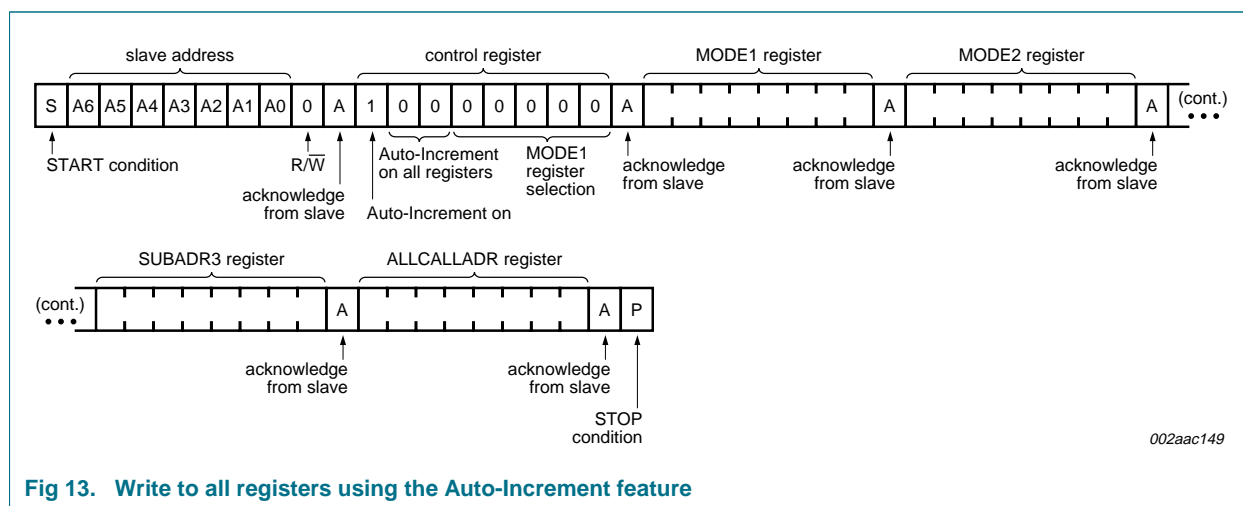 slave address
control register
MODE1 register
MODE2 register
S A6 A5 A4 A3 A2 A1 A0 0 A 1 0 0 0 0 0 0 0 A A A (cont.)
START condition
R/W̅
acknowledge
from slave
Auto-Increment
on all registers
Auto-Increment on
MODE1
register
selection
acknowledge
from slave
acknowledge
from slave
acknowledge
from slave
SUBADR3 register
ALLCALLADR register
(cont.) A A P
acknowledge
from slave
acknowledge
from slave
STOP
condition
002aac149
Fig 13. Write to all registers using the Auto-Increment feature